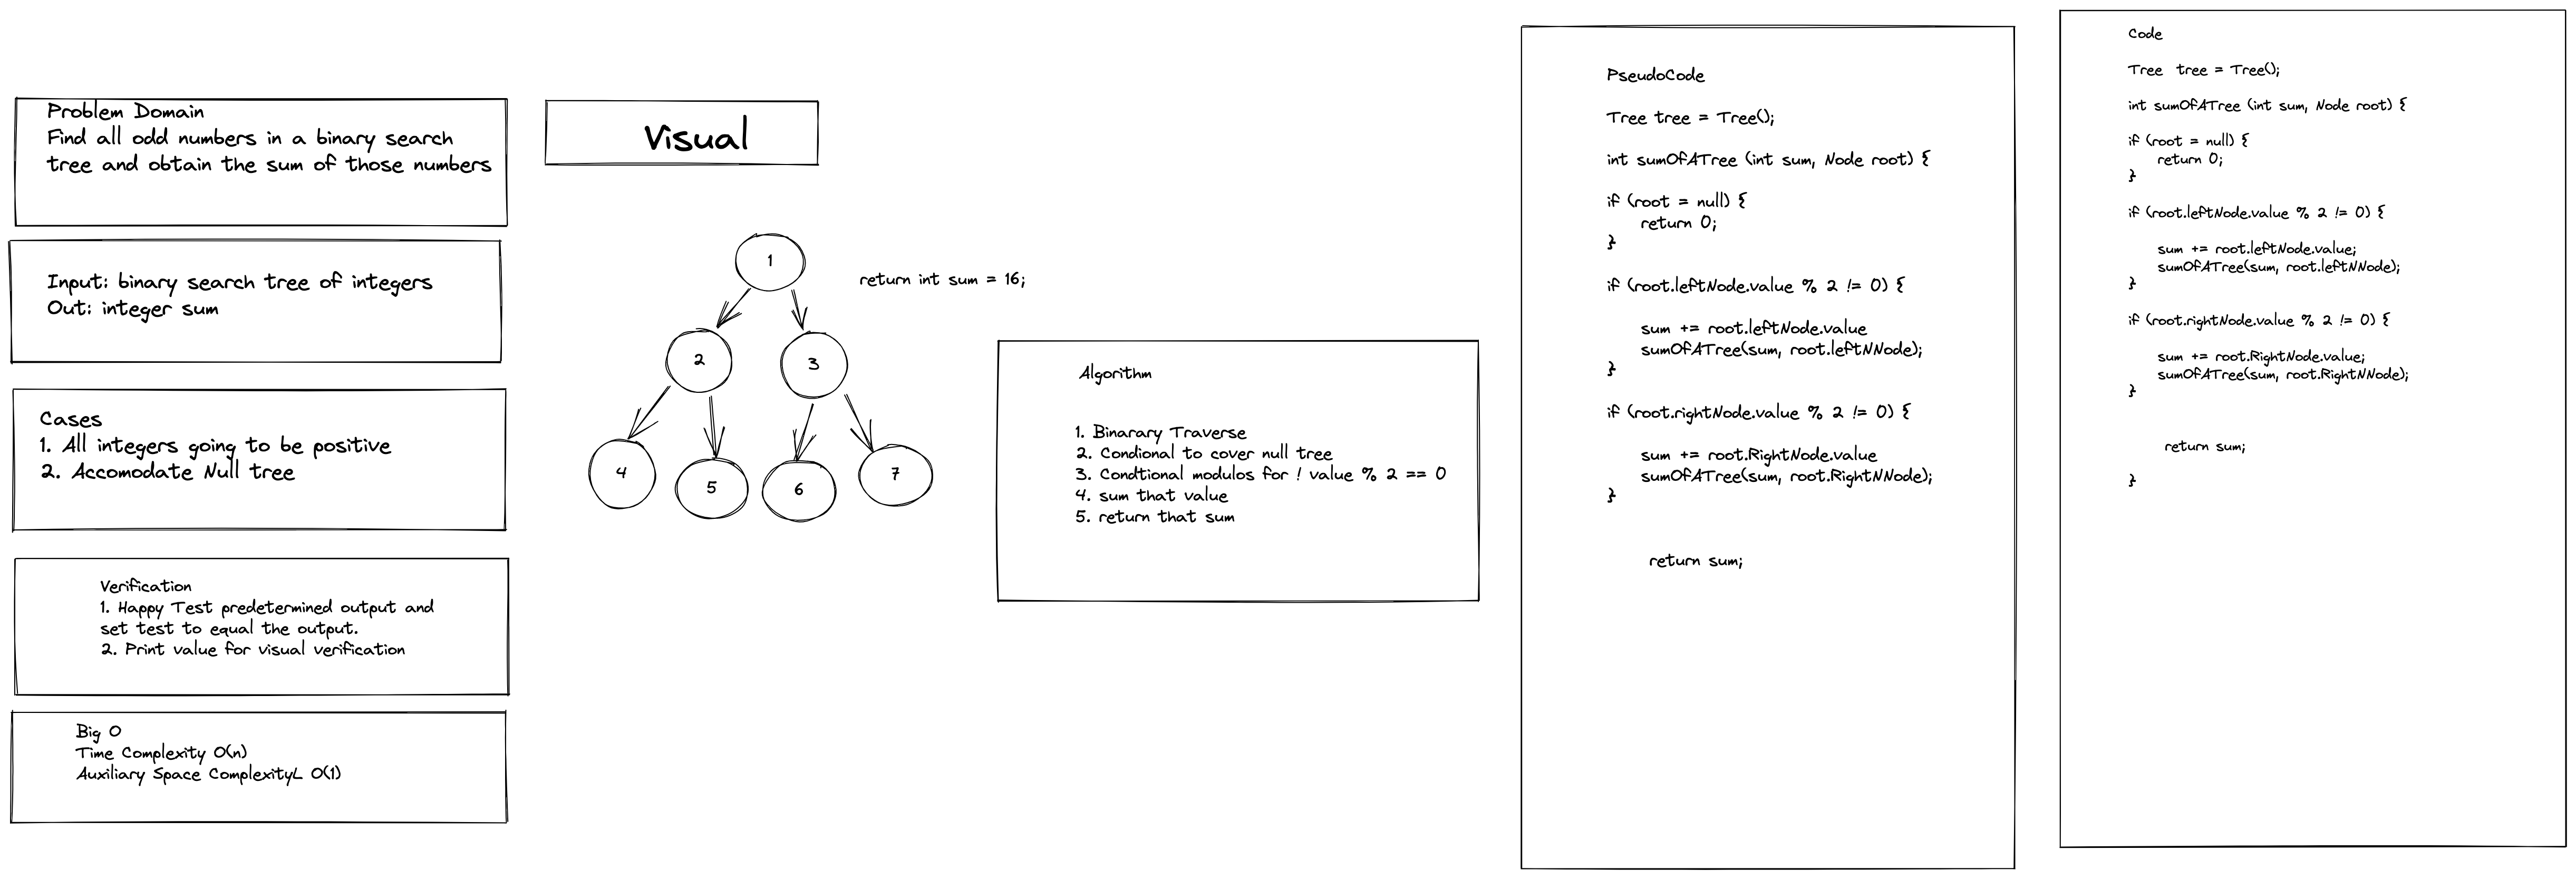 Problem Domain
Find all odd numbers in a binary search
tree and obtain the sum of those numbers
Input: binary search tree of integers
Out: integer sum
Cases
1. All integers going to be positive
2. Accomodate Null tree
Verification
1. Happy Test predetermined output and
set test to equal the output.
2. Print value for visual verification
Big O
Time Complexity O(n)
Auxiliary Space ComplexityL O(1)
Visual
1
return int sum = 16;
2
3
4
5
6
7
Algorithm
1. Binarary Traverse
2. Condional to cover null tree
3. Condtional modulos for ! value % 2 == 0
4. sum that value
5. return that sum
PseudoCode
Tree tree = Tree();
int sumOfATree (int sum, Node root) {
if (root = null) {
return 0;
}
if (root.leftNode.value % 2 != 0) {
sum += root.leftNode.value
sumOfATree(sum, root.leftNNode);
}
if (root.rightNode.value % 2 != 0) {
sum += root.RightNode.value
sumOfATree(sum, root.RightNNode);
}
return sum;
Code
Tree tree = Tree();
int sumOfATree (int sum, Node root) {
if (root = null) {
return 0;
}
if (root.leftNode.value % 2 != 0) {
sum += root.leftNode.value;
sumOfATree(sum, root.leftNNode);
}
if (root.rightNode.value % 2 != 0) {
sum += root.RightNode.value;
sumOfATree(sum, root.RightNNode);
}
return sum;
}